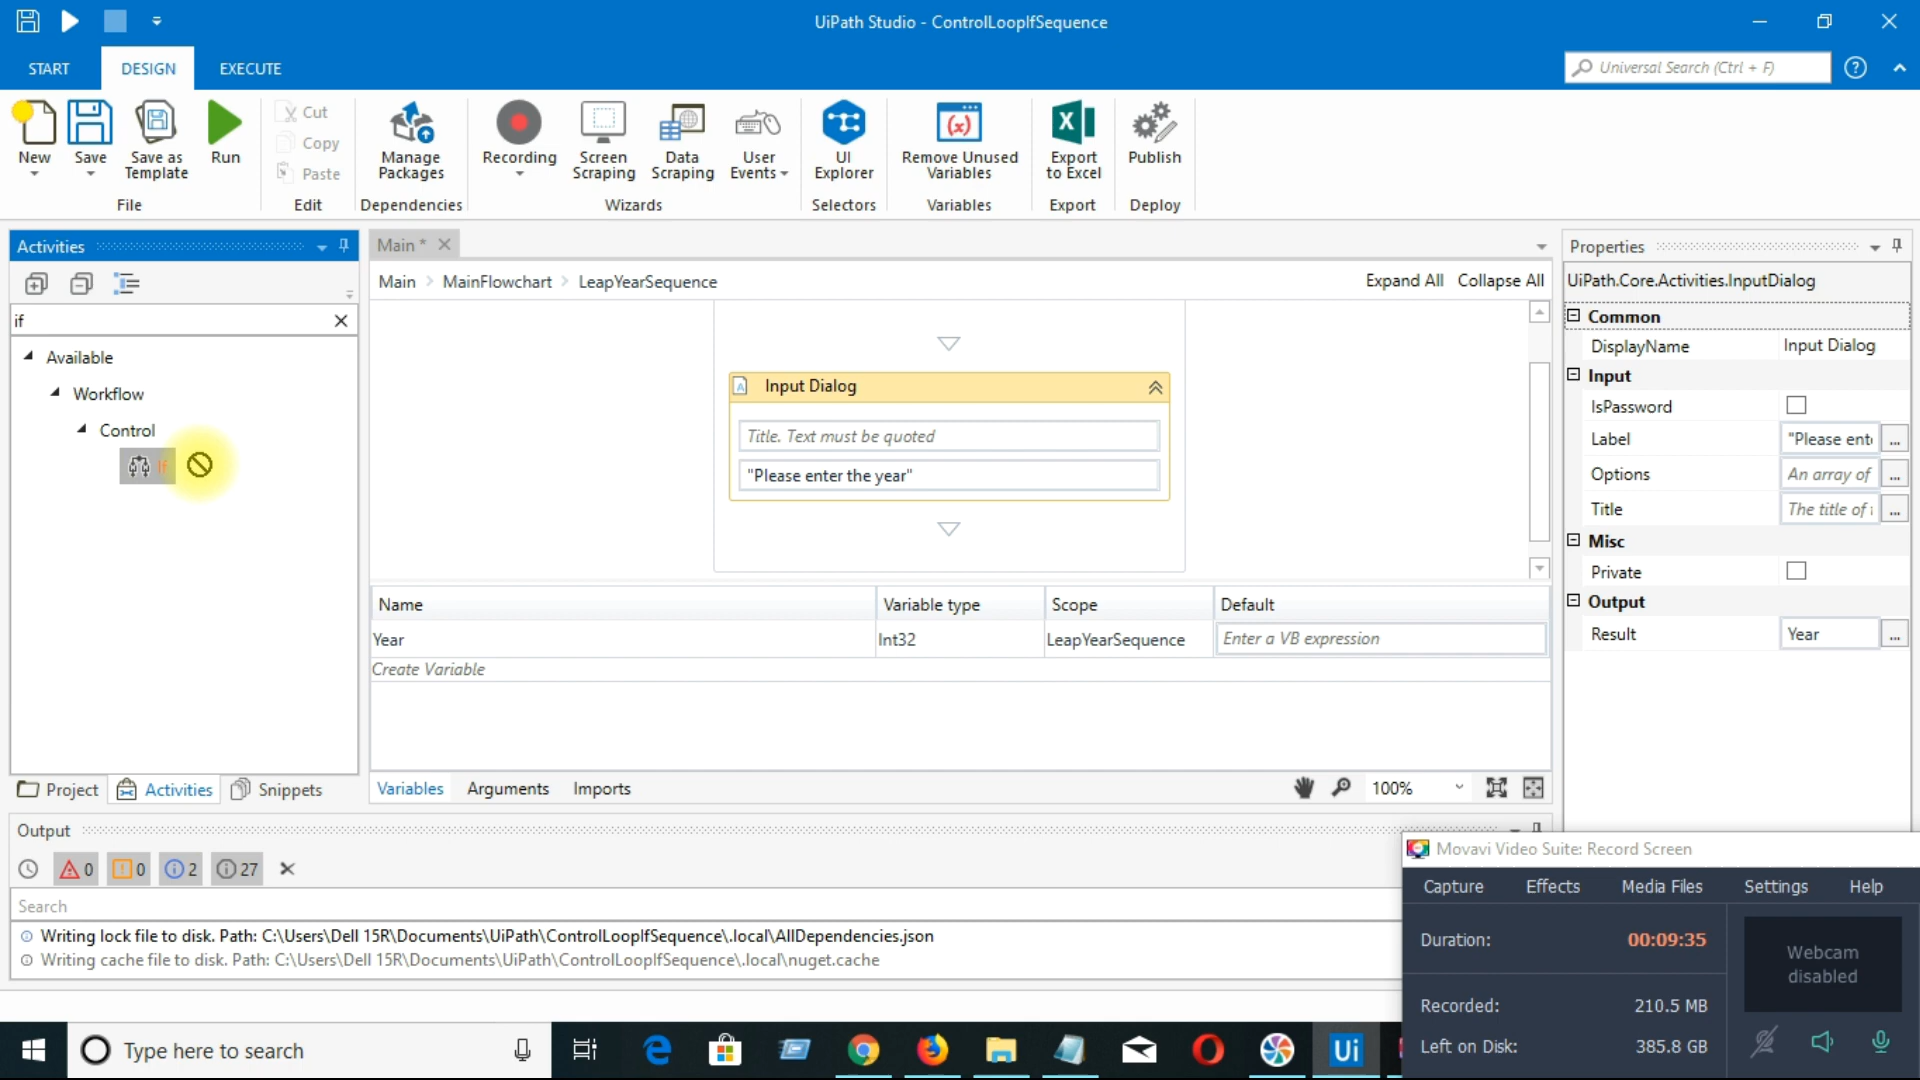 UiPath Studio - ControlLoopIfSequence
START
DESIGN
EXECUTE
Universal Search (Ctrl + F)
New
Save
Save as Template
Run
Cut
Copy
Paste
Manage Packages
Recording
Screen Scraping
Data Scraping
User Events
UI Explorer
Remove Unused Variables
Export to Excel
Publish
File
Edit
Dependencies
Wizards
Selectors
Variables
Export
Deploy
Activities
if
Available
Workflow
Control
If
Project
Activities
Snippets
Main *
Main > MainFlowchart > LeapYearSequence
Expand All
Collapse All
Input Dialog
Title. Text must be quoted
"Please enter the year"
Name
Variable type
Scope
Default
Year
Int32
LeapYearSequence
Enter a VB expression
Create Variable
Variables
Arguments
Imports
100%
Properties
UiPath.Core.Activities.InputDialog
Common
DisplayName
Input Dialog
Input
IsPassword
Label
"Please ent
...
Options
An array of
...
Title
The title of
...
Misc
Private
Output
Result
Year
...
Output
0
0
2
27
Search
Writing lock file to disk. Path: C:\Users\Dell 15R\Documents\UiPath\ControlLoopIfSequence\.local\AllDependencies.json
Writing cache file to disk. Path: C:\Users\Dell 15R\Documents\UiPath\ControlLoopIfSequence\.local\nuget.cache
Movavi Video Suite: Record Screen
Capture
Effects
Media Files
Settings
Help
Duration:
00:09:35
Webcam disabled
Recorded:
210.5 MB
Left on Disk:
385.8 GB
Type here to search
Ui